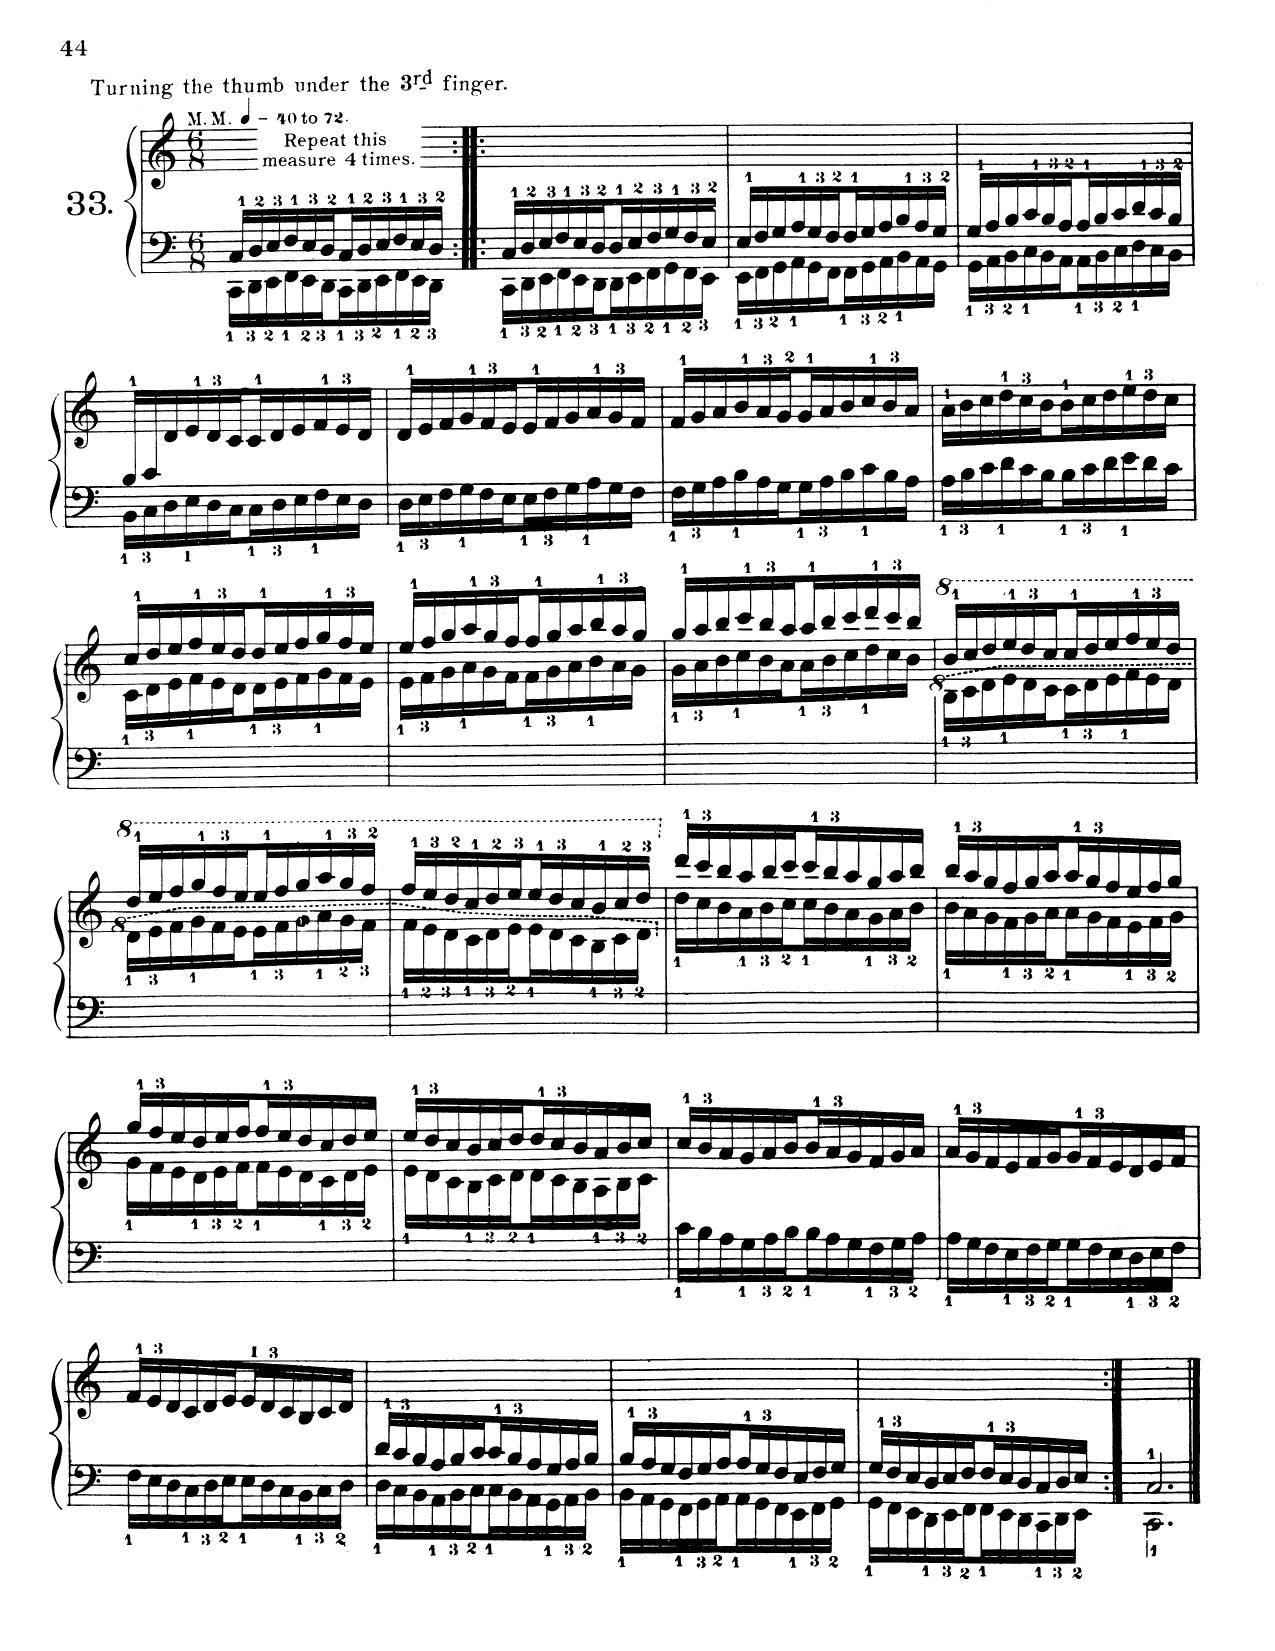 44
Turning the thumb under the 3rd finger.
M. M. ♩ = 40 to 72.
Repeat this
measure 4 times.
33.
6
8
1 2 3 1 3 2 1 2 3 1 3 2 1 2 3 1 3 2 1 2 3 1 3 2 1 1 3 2 1 1 3 2 1 1 3 2 1 1 3 2
6
8
1 3 2 1 2 3 1 3 2 1 2 3 1 3 2 1 2 3 1 3 2 1 2 3 1 3 2 1 1 3 2 1 1 3 2 1 1 3 2 1
1 1 3 1 1 3 1 1 3 1 1 3 1 1 3 2 1 1 3 1 1 3 1 1 3
1 3 1 1 3 1 1 3 1 1 3 1 1 3 1 1 3 1 1 3 1 1 3 1
8
1 1 3 1 1 3 1 1 3 1 1 3 1 1 3 1 1 3 1 1 3 1 1 3
8
1 3 1 1 3 1 1 3 1 1 3 1 1 3 1 1 3 1 1 3 1 1 3 1
8
1 1 3 1 1 3 2 1 3 2 1 2 3 1 3 1 2 3 1 3 1 3 1 3 1 3
8
1 3 1 1 3 1 2 3 1 2 3 1 3 2 1 1 3 2 1 1 3 2 1 1 3 2 1 1 3 2 1 1 3 2
1 3 1 3 1 3 1 3 1 3 1 3 1 3 1 3
1 1 3 2 1 1 3 2 1 1 3 2 1 1 3 2 1 1 3 2 1 1 3 2 1 1 3 2 1 1 3 2
1 3 1 3 1 3 1 3 1 3 1 3 1 3 1 3 1
1 1 3 2 1 1 3 2 1 1 3 2 1 1 3 2 1 1 3 2 1 1 3 2 1 1 3 2 1 1 3 2 1